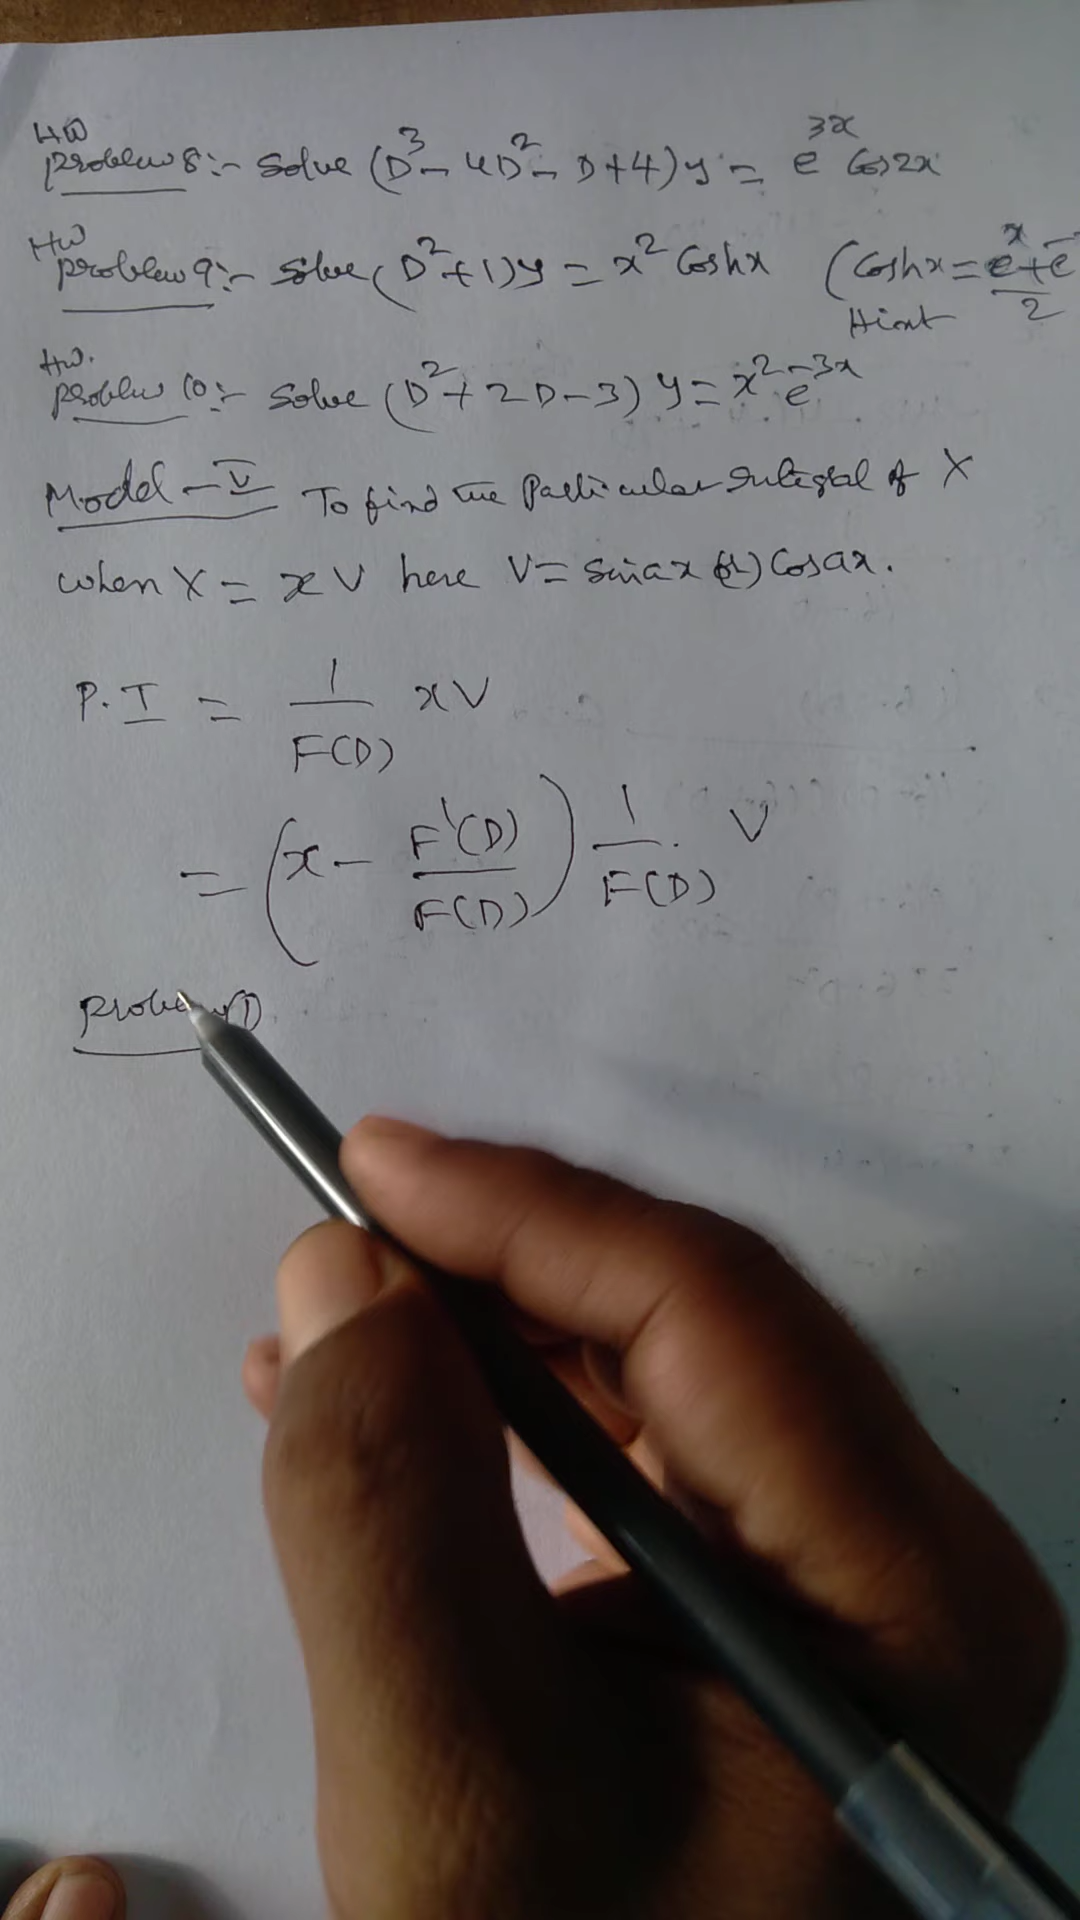 HW
problem 8:- Solve (D³ - 4D² - D + 4)y = e^3x Cos2x
HW
problem 9:- Solve (D² + 1)y = x² Coshx (Coshx = e^x + e^- / 2
Hint
HW.
problem 10:- Solve (D² + 2D - 3) y = x² e^-3x
Model - V To find the Particular Integral of X
when X = xV here V = Sinax (or) Cosax.
P.I = 1/F(D) xV
= (x - F'(D)/F(D)) 1/F(D) . V